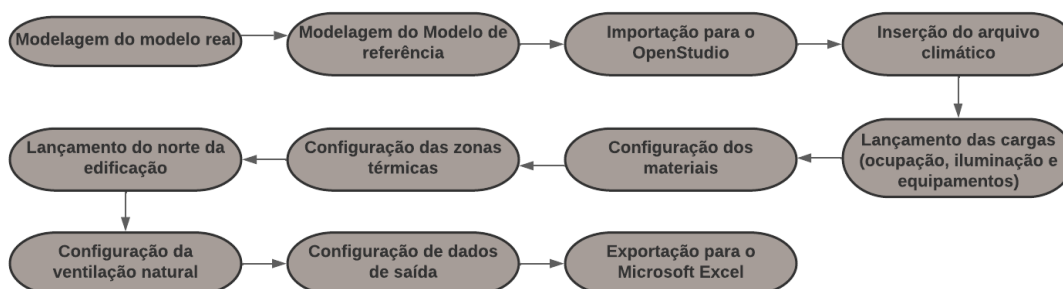 Modelagem do modelo real
Modelagem do Modelo de
referência
Importação para o
OpenStudio
Inserção do arquivo
climático
Lançamento das cargas
(ocupação, iluminação e
equipamentos)
Configuração dos
materiais
Configuração das zonas
térmicas
Lançamento do norte da
edificação
Configuração da
ventilação natural
Configuração de dados
de saída
Exportação para o
Microsoft Excel